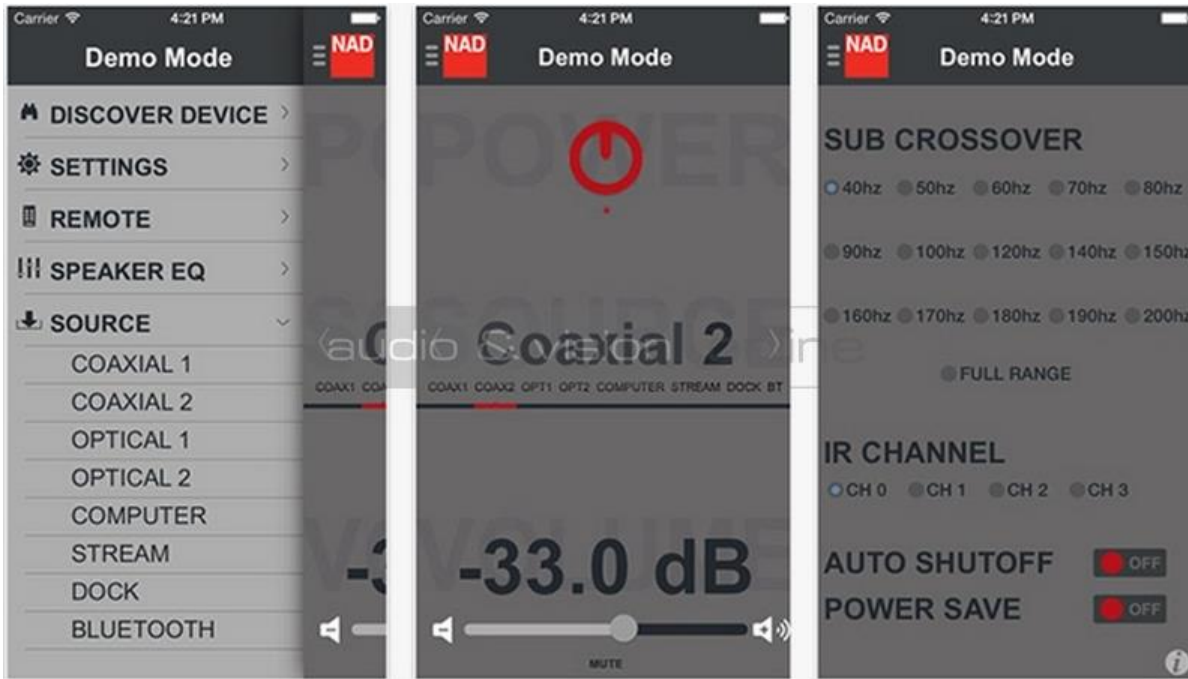 Carrier 4:21 PM
NAD
Demo Mode
DISCOVER DEVICE
SETTINGS
REMOTE
SPEAKER EQ
SOURCE
COAXIAL 1
COAXIAL 2
OPTICAL 1
OPTICAL 2
COMPUTER
STREAM
DOCK
BLUETOOTH
COAX1
Carrier 4:21 PM
NAD
Demo Mode
POWER
SOURCE
Coaxial 2
COAX1 COAX2 OPT1 OPT2 COMPUTER STREAM DOCK BT
VOLUME
-33.0 dB
MUTE
Carrier 4:21 PM
NAD
Demo Mode
SUB CROSSOVER
40hz 50hz 60hz 70hz 80hz
90hz 100hz 120hz 140hz 150hz
160hz 170hz 180hz 190hz 200hz
FULL RANGE
IR CHANNEL
CH 0 CH 1 CH 2 CH 3
AUTO SHUTOFF OFF
POWER SAVE OFF